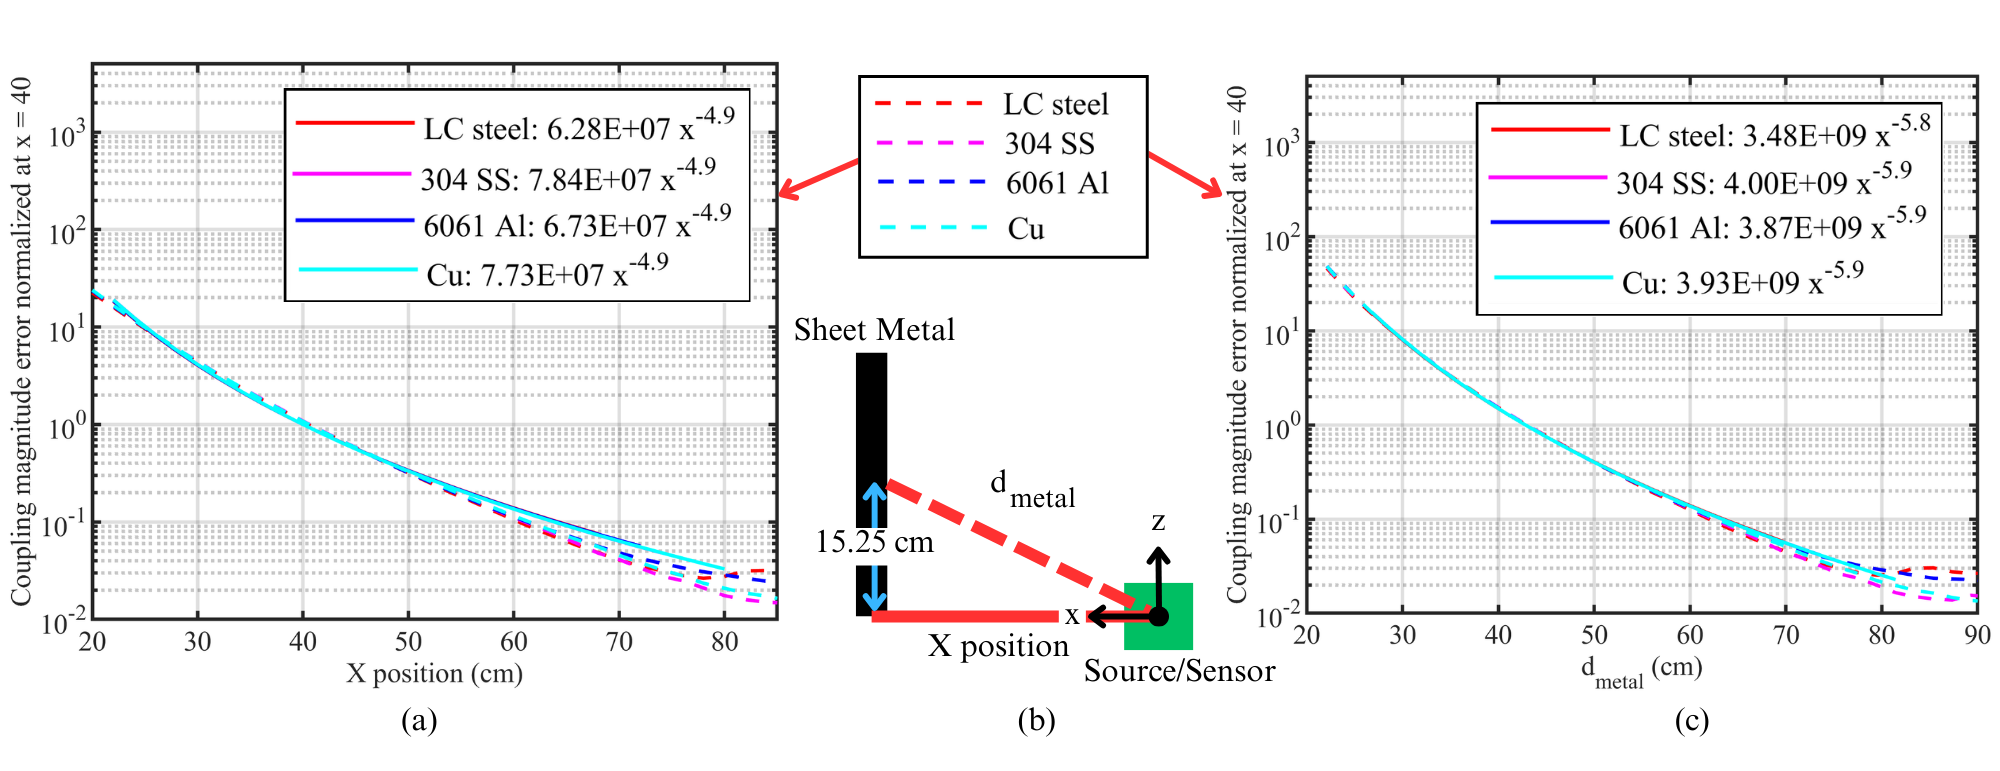 Coupling magnitude error normalized at x = 40
10^3
10^2
10^1
10^0
10^-1
10^-2
20 30 40 50 60 70 80
X position (cm)
LC steel: 6.28E+07 x^-4.9
304 SS: 7.84E+07 x^-4.9
6061 Al: 6.73E+07 x^-4.9
Cu: 7.73E+07 x^-4.9
(a)
LC steel
304 SS
6061 Al
Cu
Sheet Metal
d_metal
15.25 cm
z
x
X position
Source/Sensor
(b)
Coupling magnitude error normalized at x = 40
10^3
10^2
10^1
10^0
10^-1
10^-2
20 30 40 50 60 70 80 90
d_metal (cm)
LC steel: 3.48E+09 x^-5.8
304 SS: 4.00E+09 x^-5.9
6061 Al: 3.87E+09 x^-5.9
Cu: 3.93E+09 x^-5.9
(c)